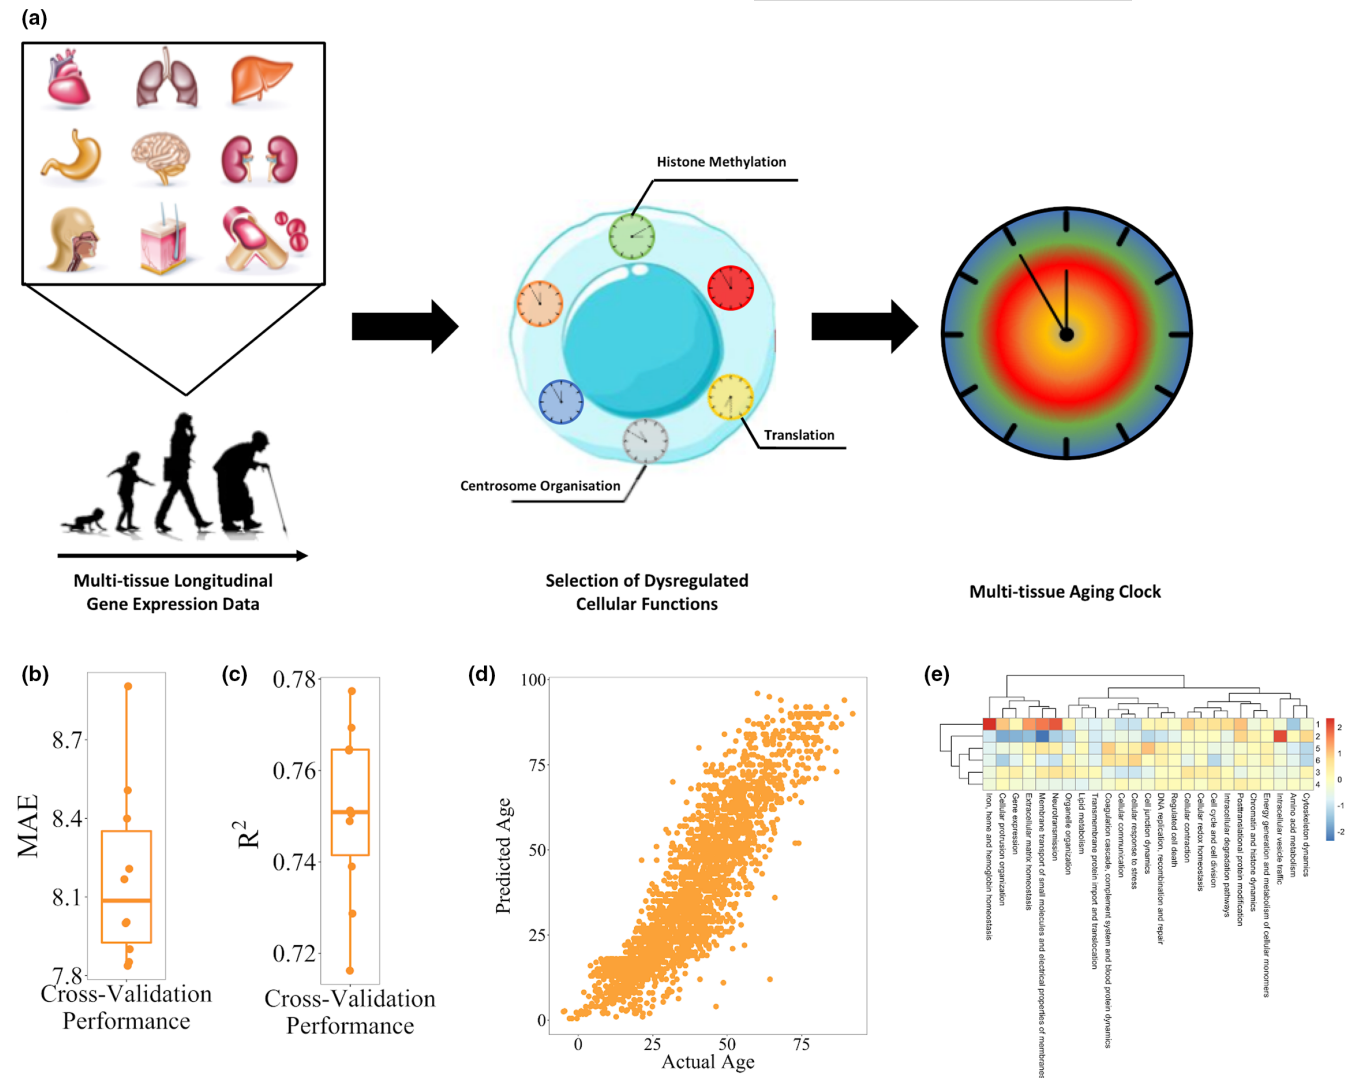 (a)
Histone Methylation
Translation
Centrosome Organisation
Multi-tissue Longitudinal
Gene Expression Data
Selection of Dysregulated
Cellular Functions
Multi-tissue Aging Clock
(b)
MAE
8.7
8.4
8.1
7.8
Cross-Validation
Performance
(c)
R²
0.78
0.76
0.74
0.72
Cross-Validation
Performance
(d)
Predicted Age
100
75
50
25
0
0
25
50
75
Actual Age
(e)
1
2
5
6
3
4
2
1
0
-1
-2
Iron, heme and hemoglobin homeostasis
Cellular protrusion organization
Gene expression
Extracellular matrix homeostasis
Membrane transport of small molecules and electrical properties of membranes
Neurotransmission
Organelle organization
Lipid metabolism
Transmembrane protein import and translocation
Coagulation cascade, complement system and blood protein dynamics
Cellular communication
Cellular response to stress
Cell junction dynamics
DNA replication, recombination and repair
Regulated cell death
Cellular contraction
Cellular redox homeostasis
Cell cycle and cell division
Intracellular degradation pathways
Posttranslational protein modification
Chromatin and histone dynamics
Energy generation and metabolism of cellular monomers
Intracellular vesicle traffic
Amino acid metabolism
Cytoskeleton dynamics